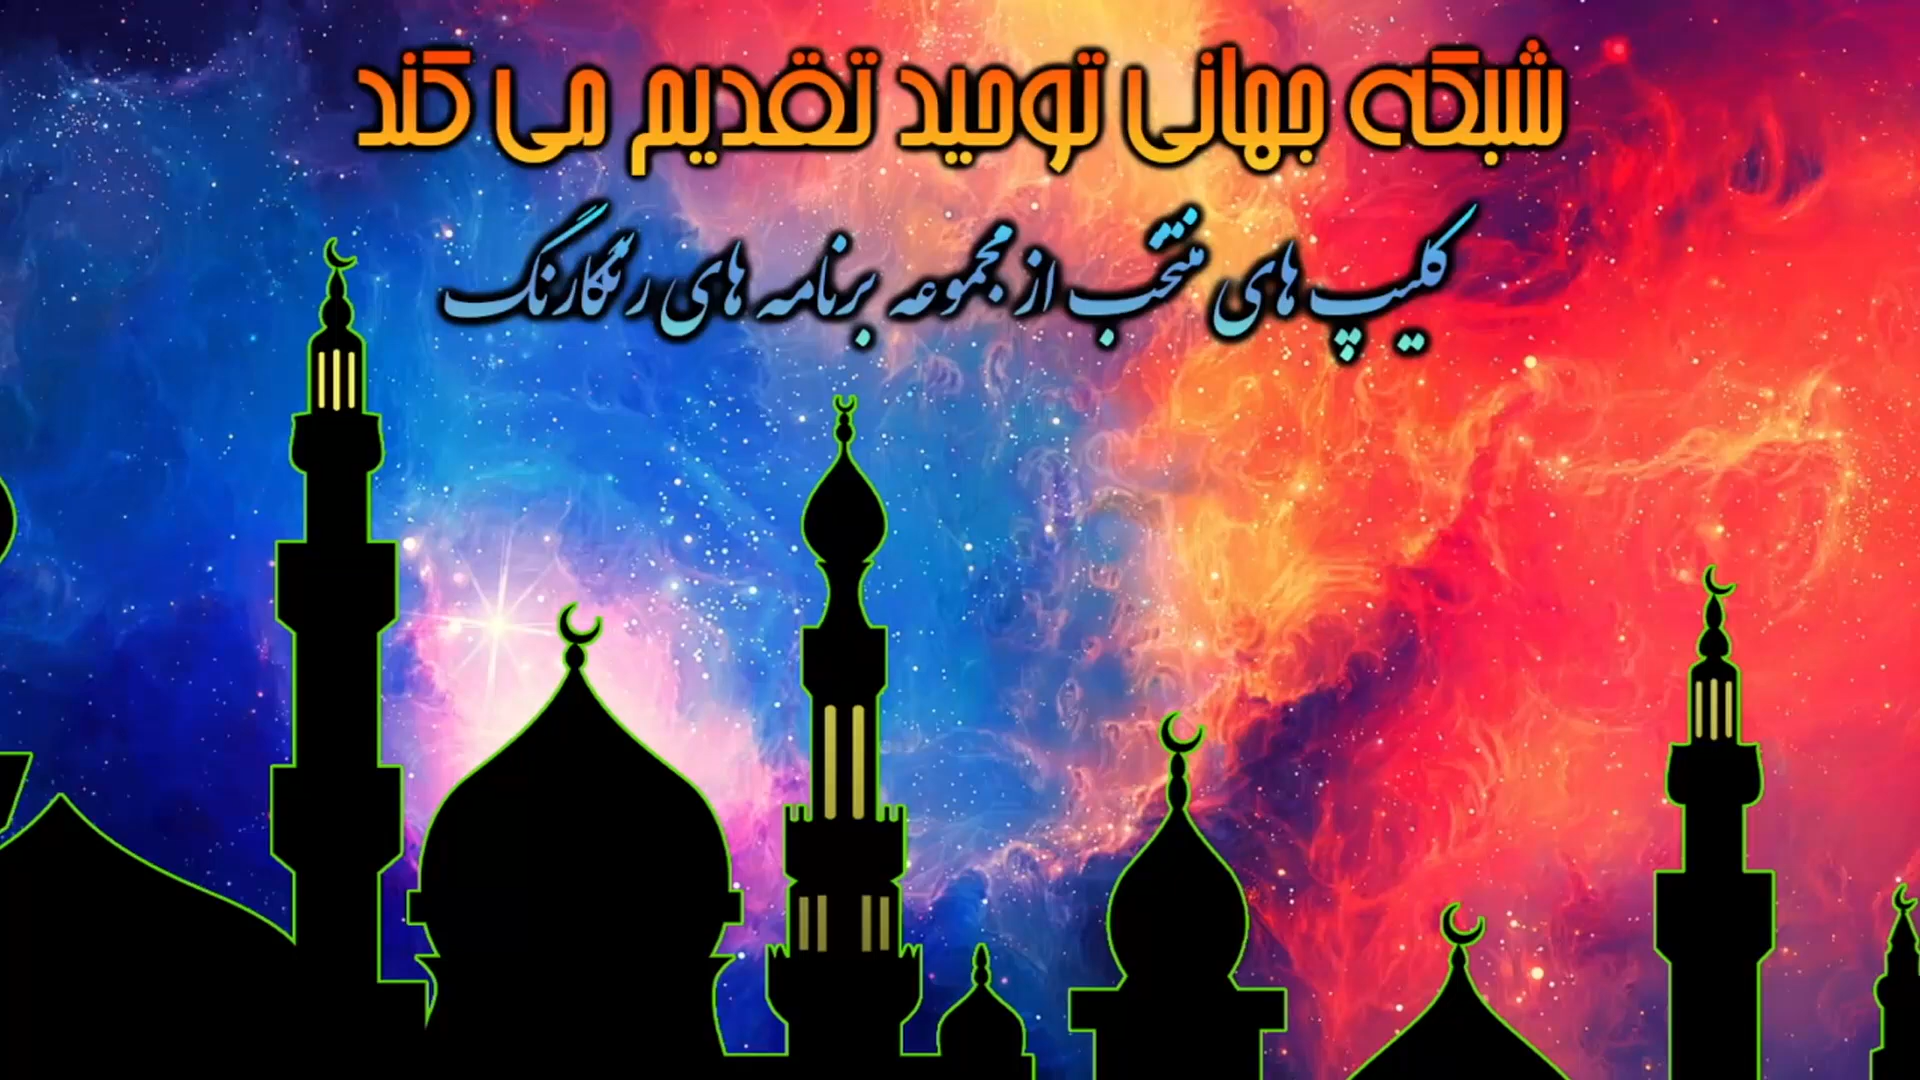 شبکه جهانی توحید تقدیم می کند
کلیپ های منتخب از مجموعه برنامه های رنگارنگ